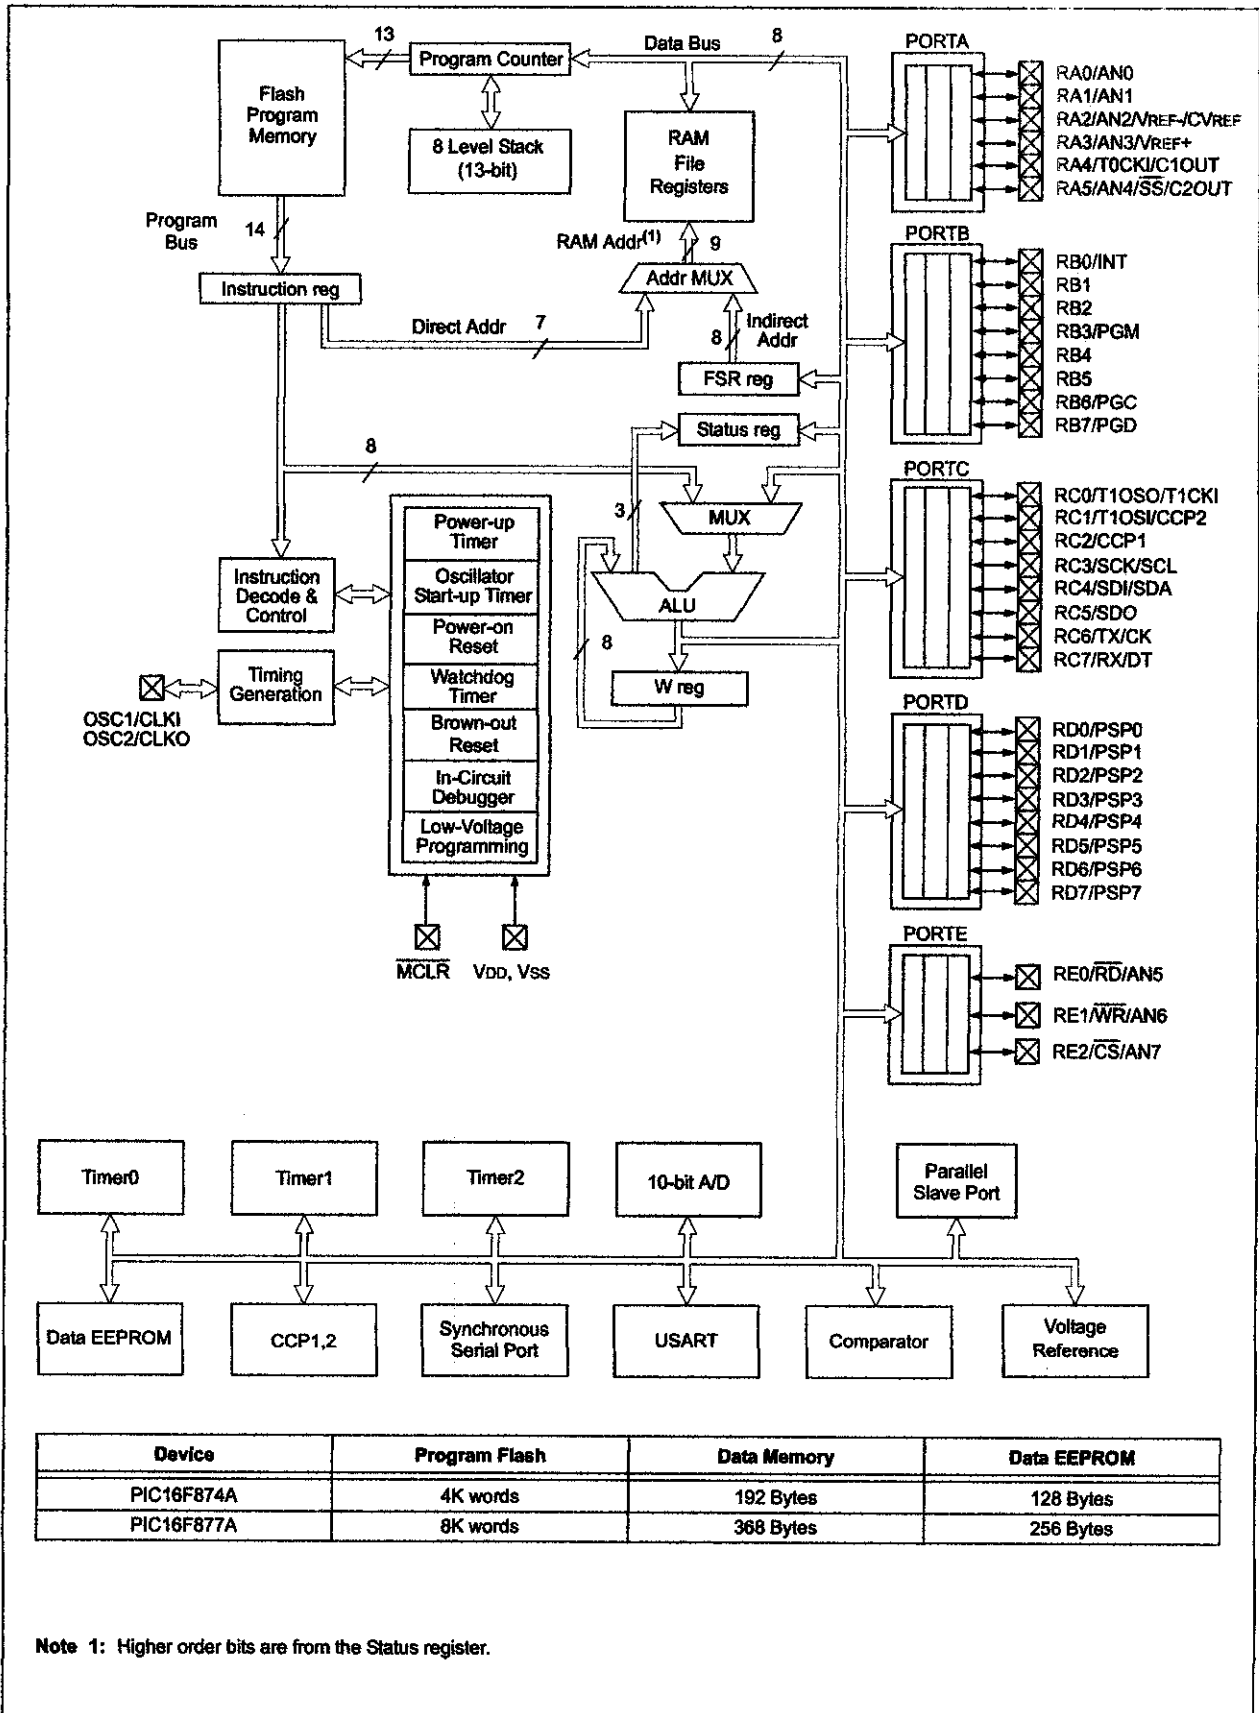 13
Data Bus
8
PORTA
Program Counter
Flash
Program
Memory
8 Level Stack
(13-bit)
RAM
File
Registers
RA0/AN0
RA1/AN1
RA2/AN2/VREF-/CVREF
RA3/AN3/VREF+
RA4/T0CKI/C1OUT
RA5/AN4/SS/C2OUT
Program
Bus
14
RAM Addr(1)
9
PORTB
Addr MUX
Instruction reg
Direct Addr
7
Indirect
Addr
8
FSR reg
RB0/INT
RB1
RB2
RB3/PGM
RB4
RB5
RB6/PGC
RB7/PGD
Status reg
8
PORTC
3
MUX
RC0/T1OSO/T1CKI
RC1/T1OSI/CCP2
RC2/CCP1
RC3/SCK/SCL
RC4/SDI/SDA
RC5/SDO
RC6/TX/CK
RC7/RX/DT
Power-up
Timer
Oscillator
Start-up Timer
Power-on
Reset
Watchdog
Timer
Brown-out
Reset
In-Circuit
Debugger
Low-Voltage
Programming
Instruction
Decode &
Control
ALU
8
W reg
Timing
Generation
OSC1/CLKI
OSC2/CLKO
PORTD
RD0/PSP0
RD1/PSP1
RD2/PSP2
RD3/PSP3
RD4/PSP4
RD5/PSP5
RD6/PSP6
RD7/PSP7
MCLR
VDD, VSS
PORTE
RE0/RD/AN5
RE1/WR/AN6
RE2/CS/AN7
Timer0
Timer1
Timer2
10-bit A/D
Parallel
Slave Port
Data EEPROM
CCP1,2
Synchronous
Serial Port
USART
Comparator
Voltage
Reference
Device Program Flash Data Memory Data EEPROM
PIC16F874A 4K words 192 Bytes 128 Bytes
PIC16F877A 8K words 368 Bytes 256 Bytes
Note 1: Higher order bits are from the Status register.